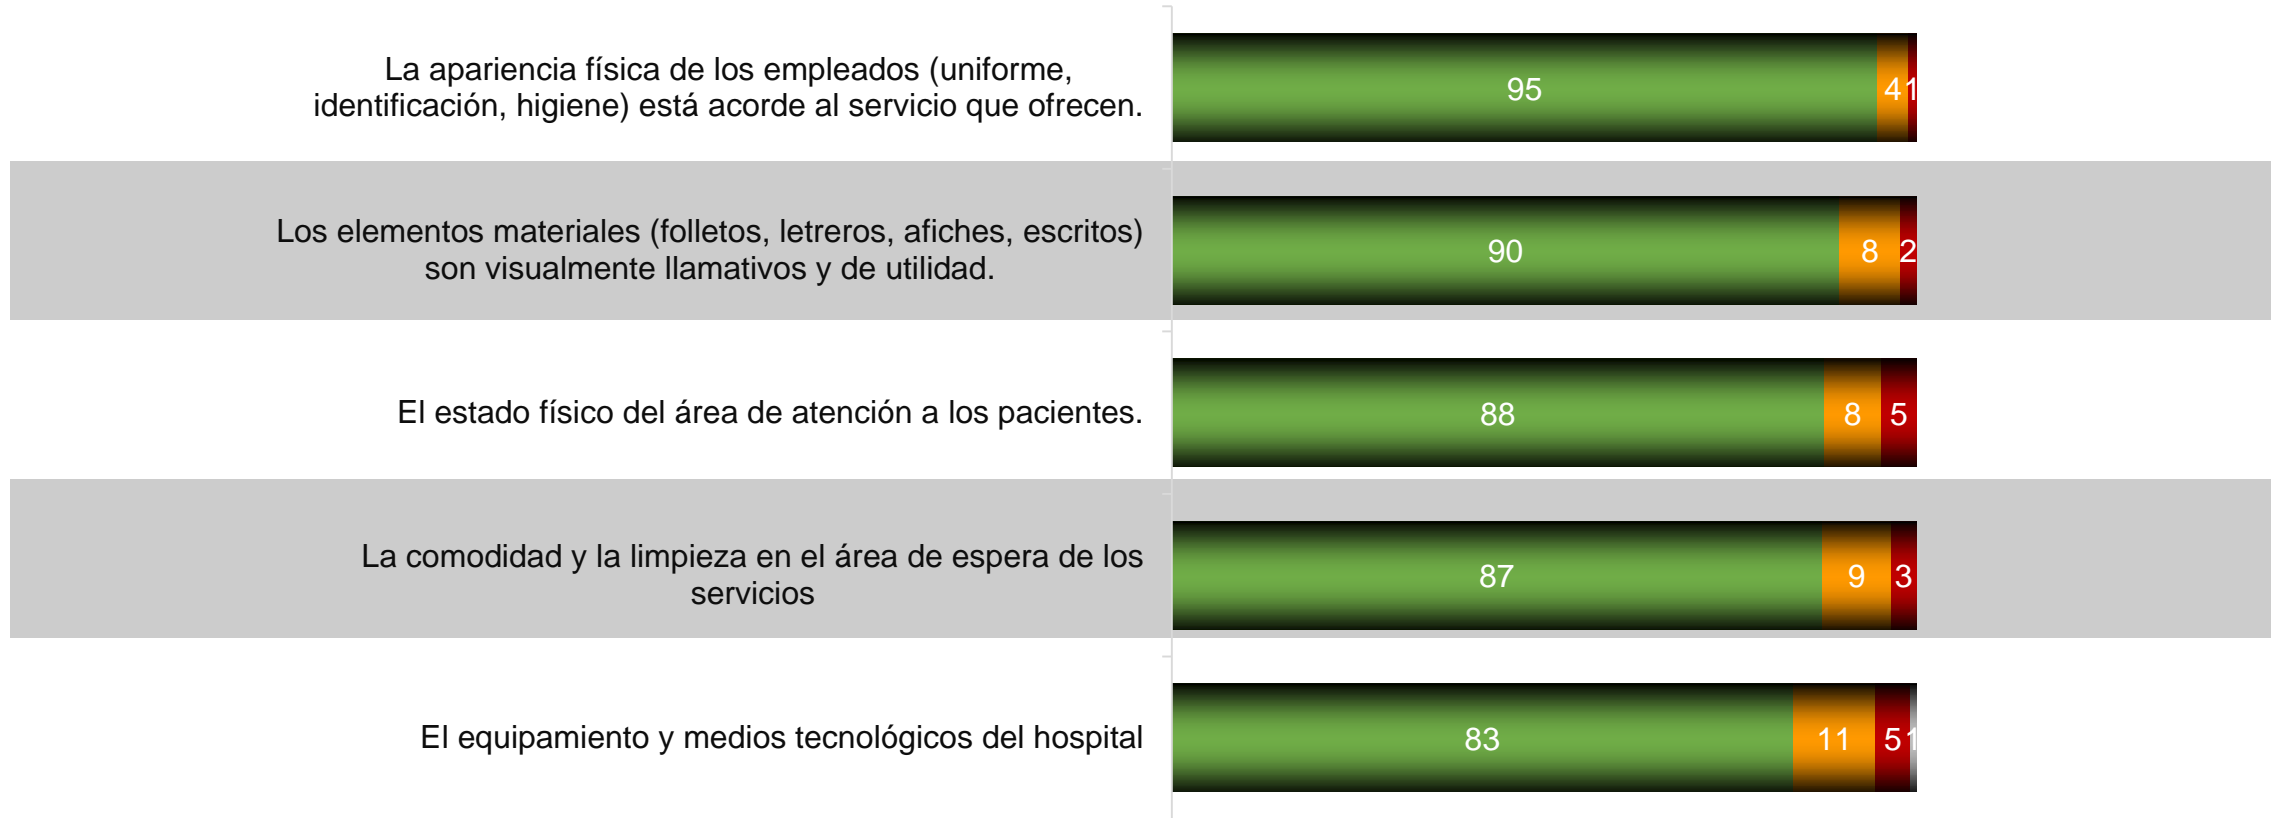 La apariencia física de los empleados (uniforme,
identificación, higiene) está acorde al servicio que ofrecen.
95 4 1
Los elementos materiales (folletos, letreros, afiches, escritos)
son visualmente llamativos y de utilidad.
90 8 2
El estado físico del área de atención a los pacientes.
88 8 5
La comodidad y la limpieza en el área de espera de los
servicios
87 9 3
El equipamiento y medios tecnológicos del hospital
83 11 5 1